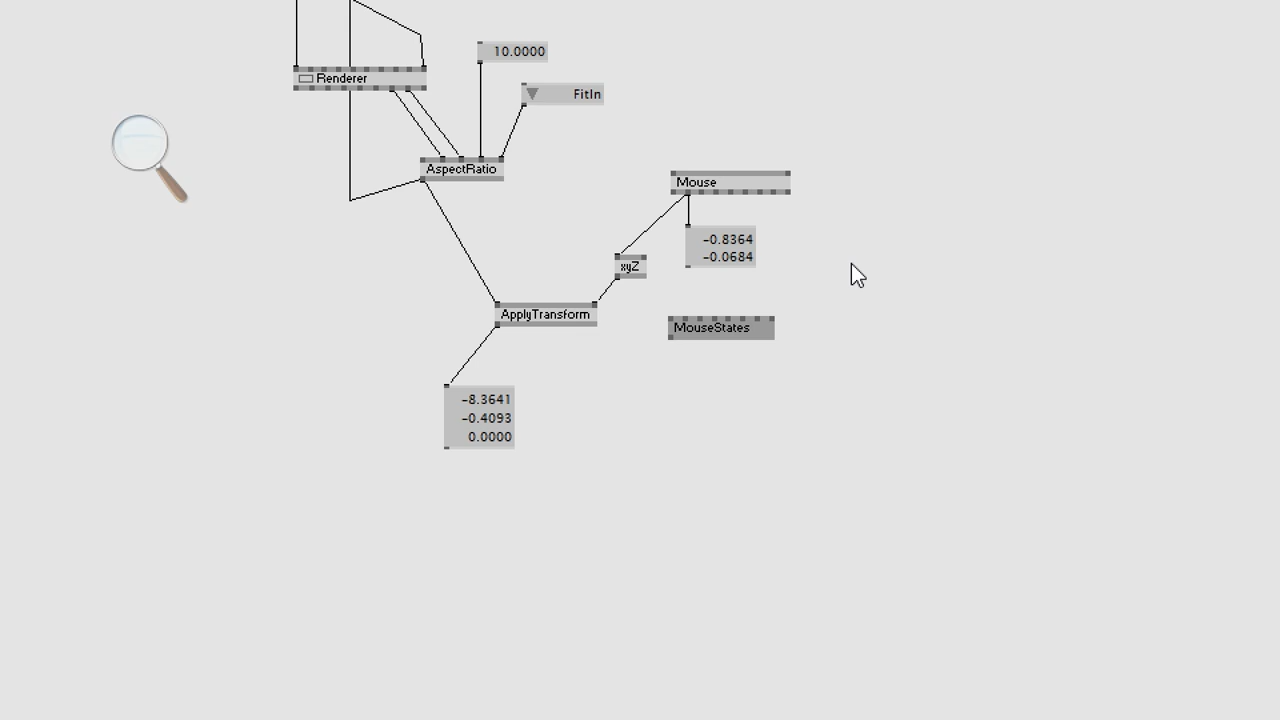 10.0000
Renderer
FitIn
AspectRatio
Mouse
-0.8364
-0.0684
xyZ
ApplyTransform
MouseStates
-8.3641
-0.4093
0.0000